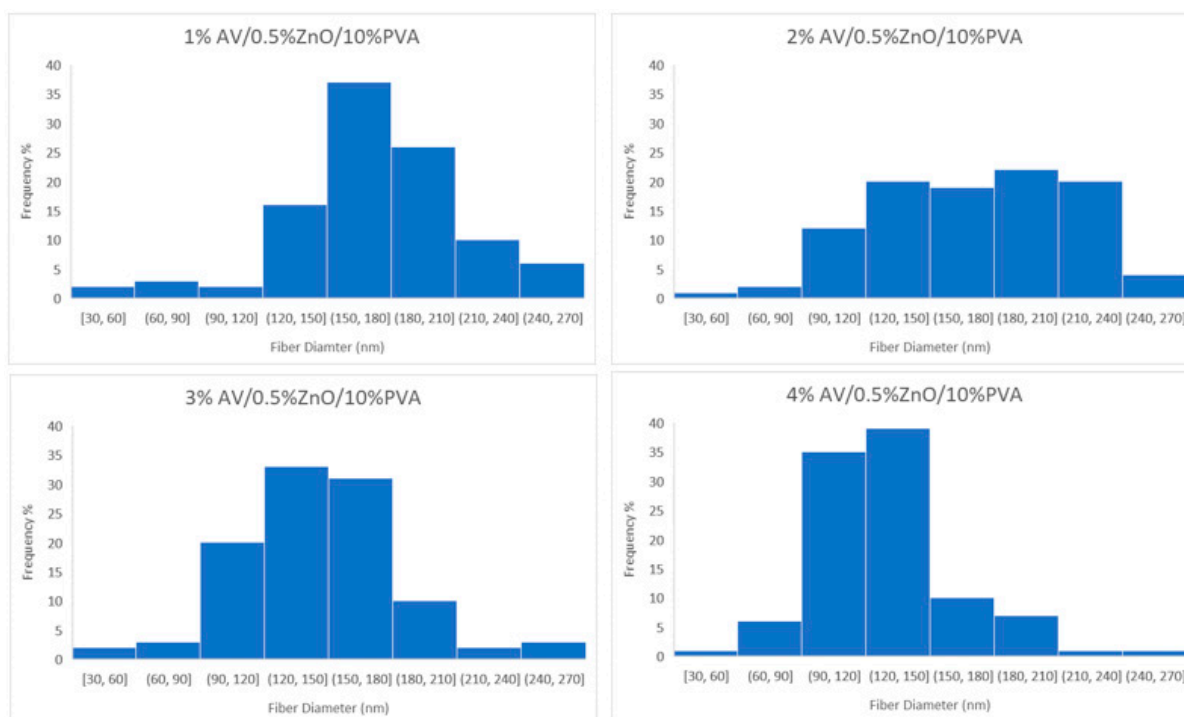 1% AV/0.5%ZnO/10%PVA
40
35
30
25
20
15
10
5
0
Frequency %
[30, 60] (60, 90] (90, 120] (120, 150] (150, 180] (180, 210] (210, 240] (240, 270]
Fiber Diamter (nm)
2% AV/0.5%ZnO/10%PVA
40
35
30
25
20
15
10
5
0
Frequency %
[30, 60] (60, 90] (90, 120] (120, 150] (150, 180] (180, 210] (210, 240] (240, 270]
Fiber Diameter (nm)
3% AV/0.5%ZnO/10%PVA
40
35
30
25
20
15
10
5
0
Frequency %
[30, 60] (60, 90] (90, 120] (120, 150] (150, 180] (180, 210] (210, 240] (240, 270]
Fiber Diameter (nm)
4% AV/0.5%ZnO/10%PVA
40
35
30
25
20
15
10
5
0
Frequency %
[30, 60] (60, 90] (90, 120] (120, 150] (150, 180] (180, 210] (210, 240] (240, 270]
Fiber Diameter (nm)